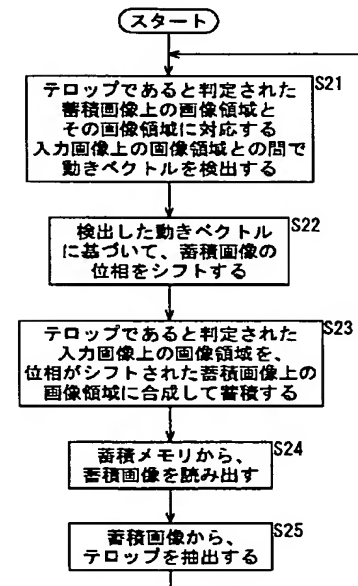 スタート
S21
テロップであると判定された
蓄積画像上の画像領域と
その画像領域に対応する
入力画像上の画像領域との間で
動きベクトルを検出する
S22
検出した動きベクトル
に基づいて、蓄積画像の
位相をシフトする
S23
テロップであると判定された
入力画像上の画像領域を、
位相がシフトされた蓄積画像上の
画像領域に合成して蓄積する
S24
蓄積メモリから、
蓄積画像を読み出す
S25
蓄積画像から、
テロップを抽出する